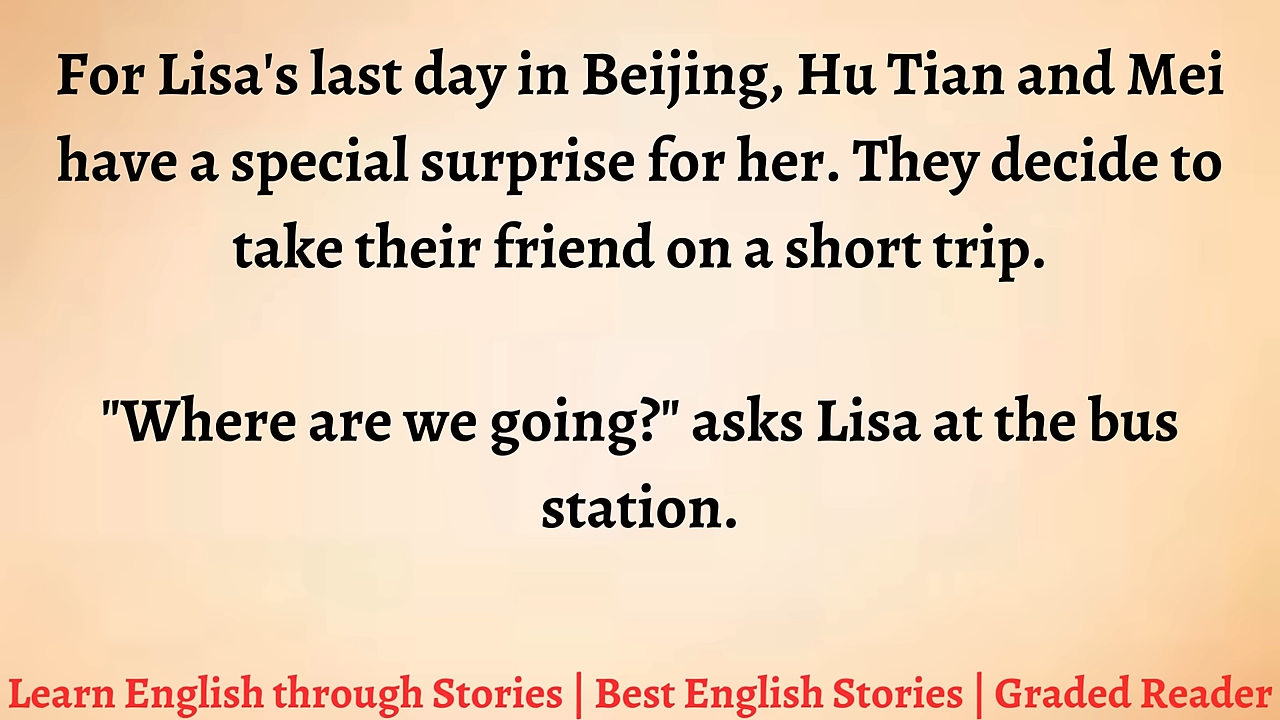 For Lisa's last day in Beijing, Hu Tian and Mei
have a special surprise for her. They decide to
take their friend on a short trip.
"Where are we going?" asks Lisa at the bus
station.
Learn English through Stories | Best English Stories | Graded Reader